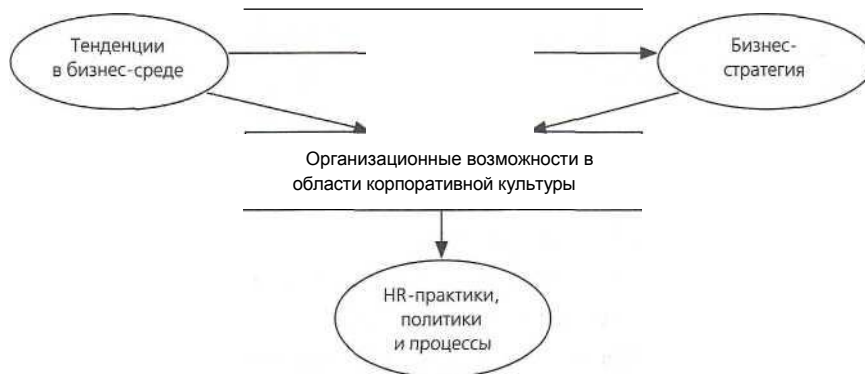 Тенденции
в бизнес-среде
Бизнес-
стратегия
Организационные возможности в
области корпоративной культуры
HR-практики,
политики
и процессы